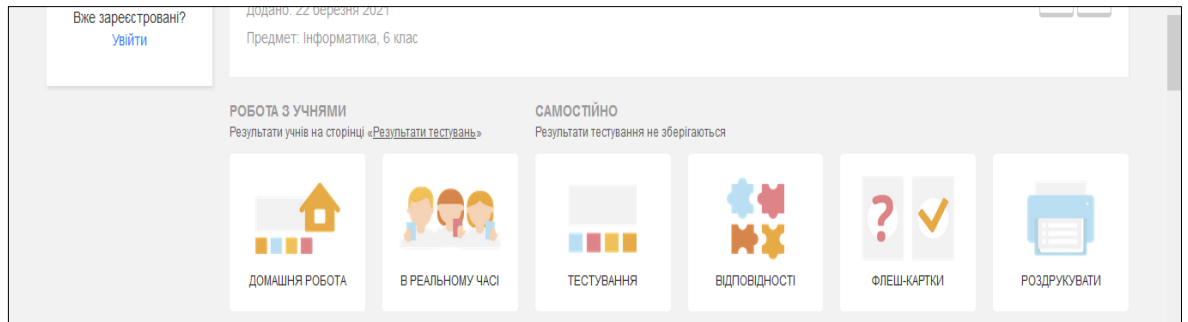 Вже зареєстровані?
Увійти
Додано: 22 березня 2021
Предмет: Інформатика, 6 клас
РОБОТА З УЧНЯМИ
Результати учнів на сторінці «Результати тестувань»
САМОСТІЙНО
Результати тестування не зберігаються
ДОМАШНЯ РОБОТА
В РЕАЛЬНОМУ ЧАСІ
ТЕСТУВАННЯ
ВІДПОВІДНОСТІ
ФЛЕШ-КАРТКИ
РОЗДРУКУВАТИ